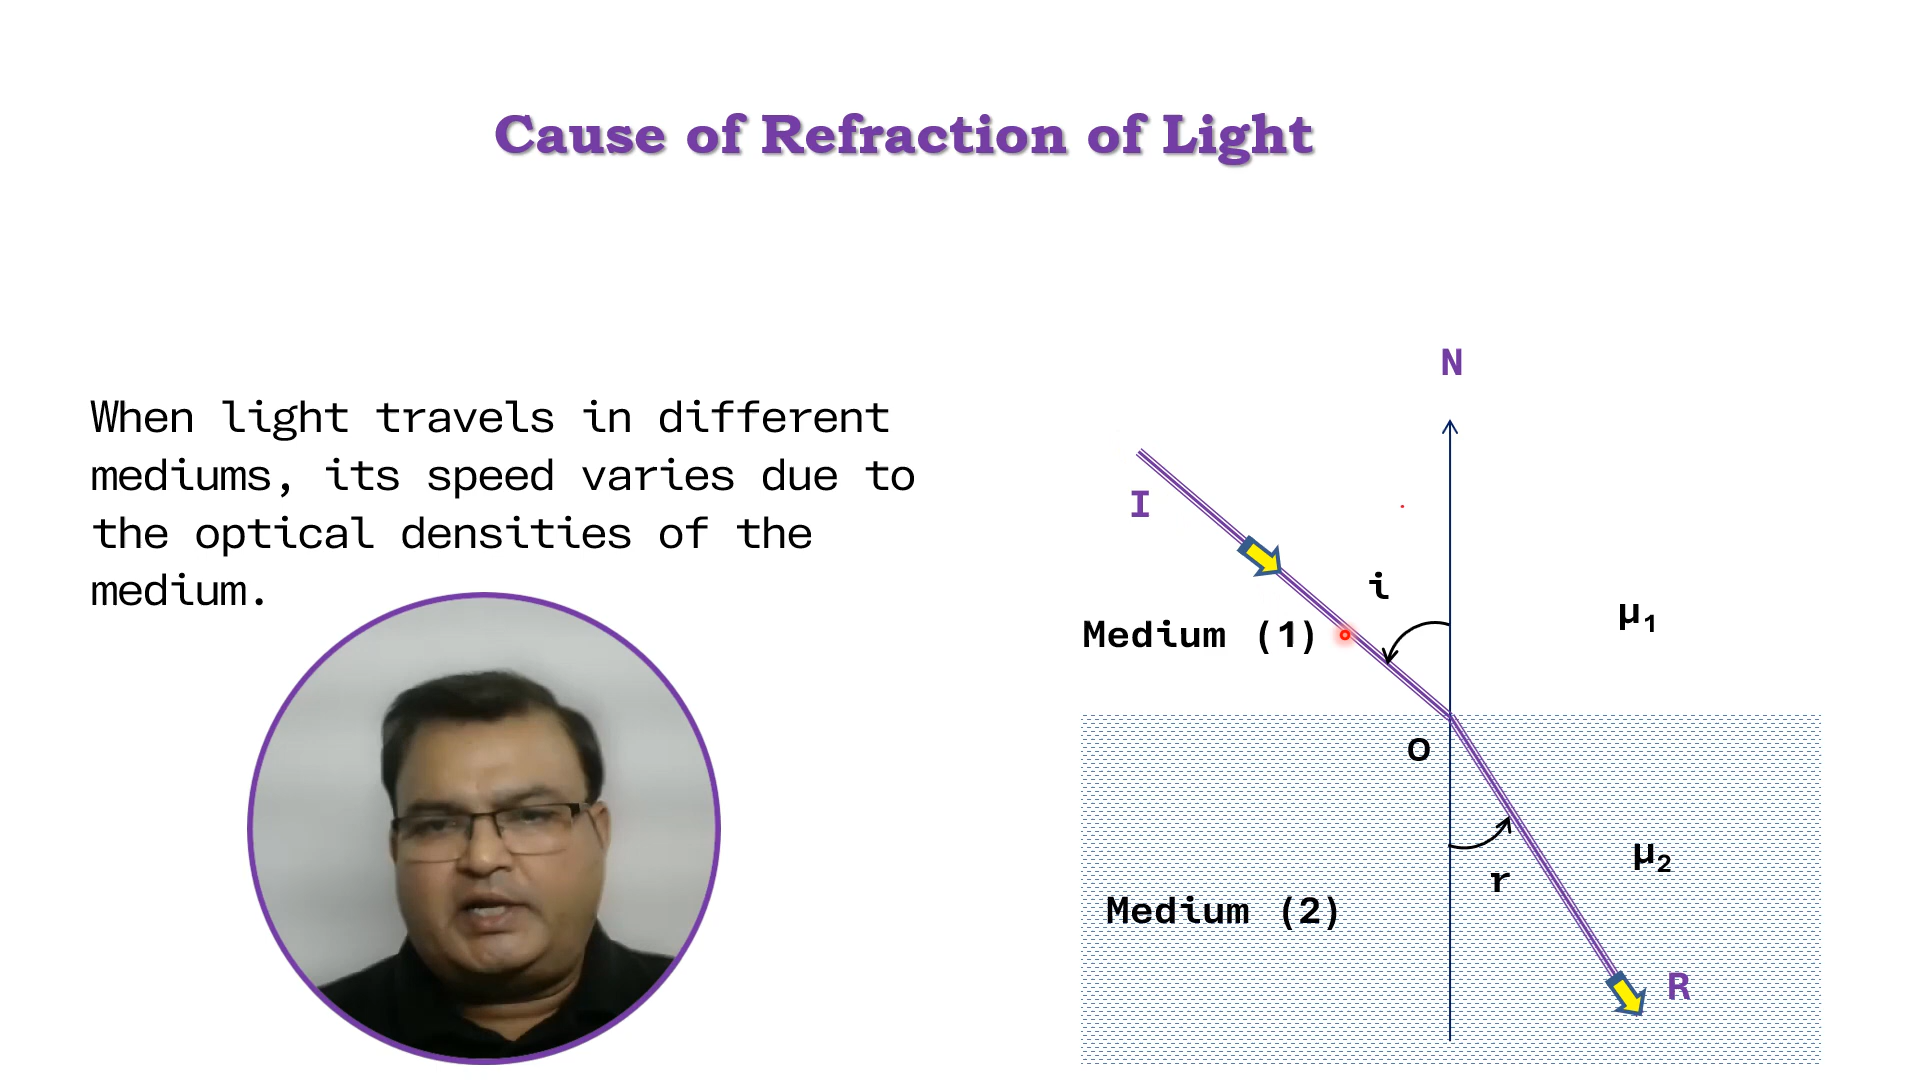 Cause of Refraction of Light
When light travels in different
mediums, its speed varies due to
the optical densities of the
medium.
N
I
i
Medium (1)
μ₁
O
r
μ₂
Medium (2)
R